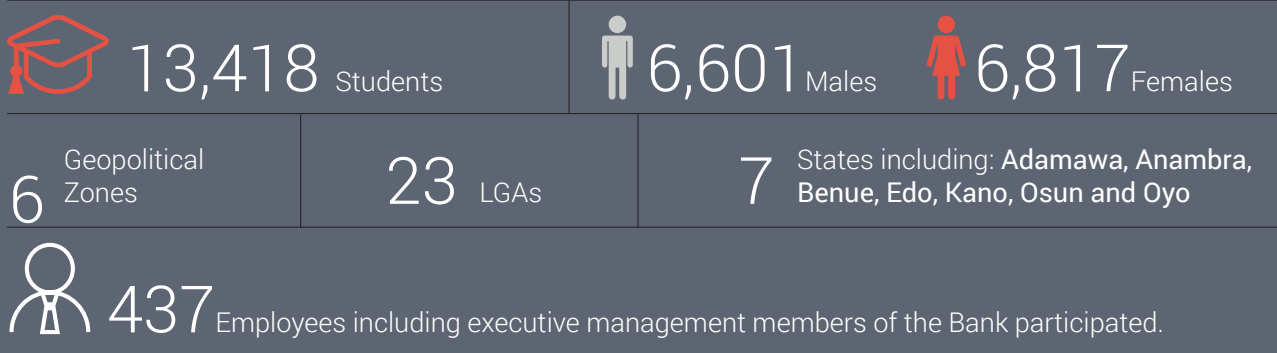 13,418 Students
6,601 Males
6,817 Females
6 Geopolitical
Zones
23 LGAs
7 States including: Adamawa, Anambra,
Benue, Edo, Kano, Osun and Oyo
437 Employees including executive management members of the Bank participated.